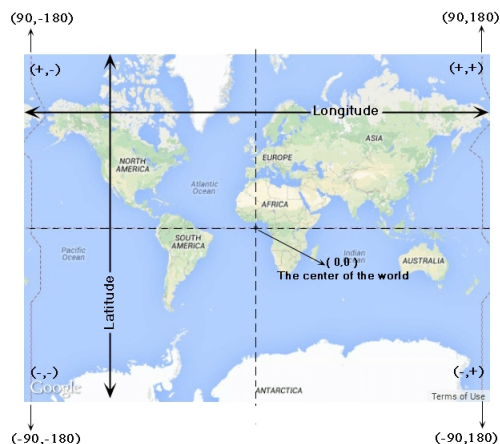 (90,-180)
(90,180)
(+,-)
(+,+)
Longitude
ASIA
NORTH
AMERICA
EUROPE
Atlantic
Ocean
AFRICA
SOUTH
AMERICA
Pacific
Ocean
( 0,0 )
Indian
Ocean
The center of the world
AUSTRALIA
Latitude
(-,-)
(-,+)
Google
ANTARCTICA
Terms of Use
(-90,-180)
(-90,180)